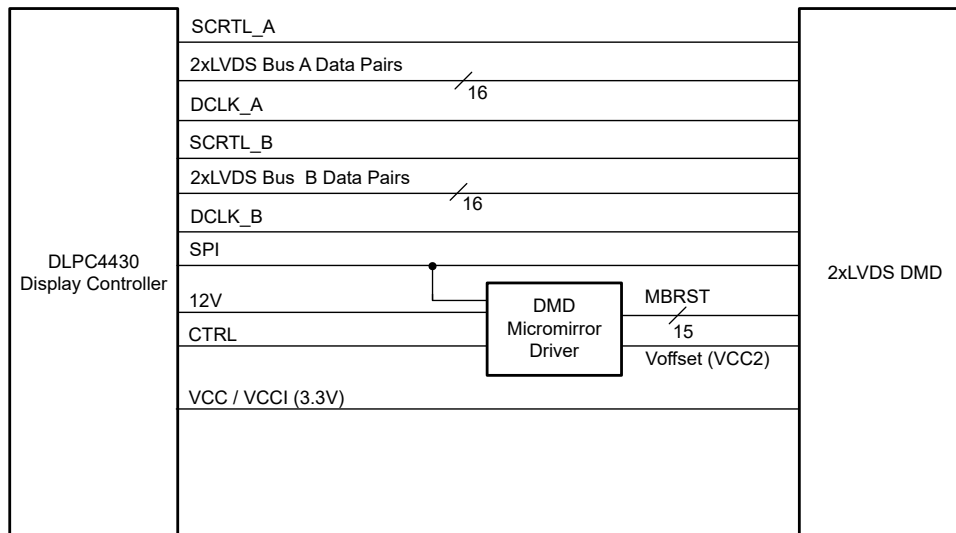 SCRTL_A
2xLVDS Bus A Data Pairs
16
DCLK_A
SCRTL_B
2xLVDS Bus B Data Pairs
16
DCLK_B
SPI
DLPC4430
Display Controller
2xLVDS DMD
12V
CTRL
DMD
Micromirror
Driver
MBRST
15
Voffset (VCC2)
VCC / VCCI (3.3V)